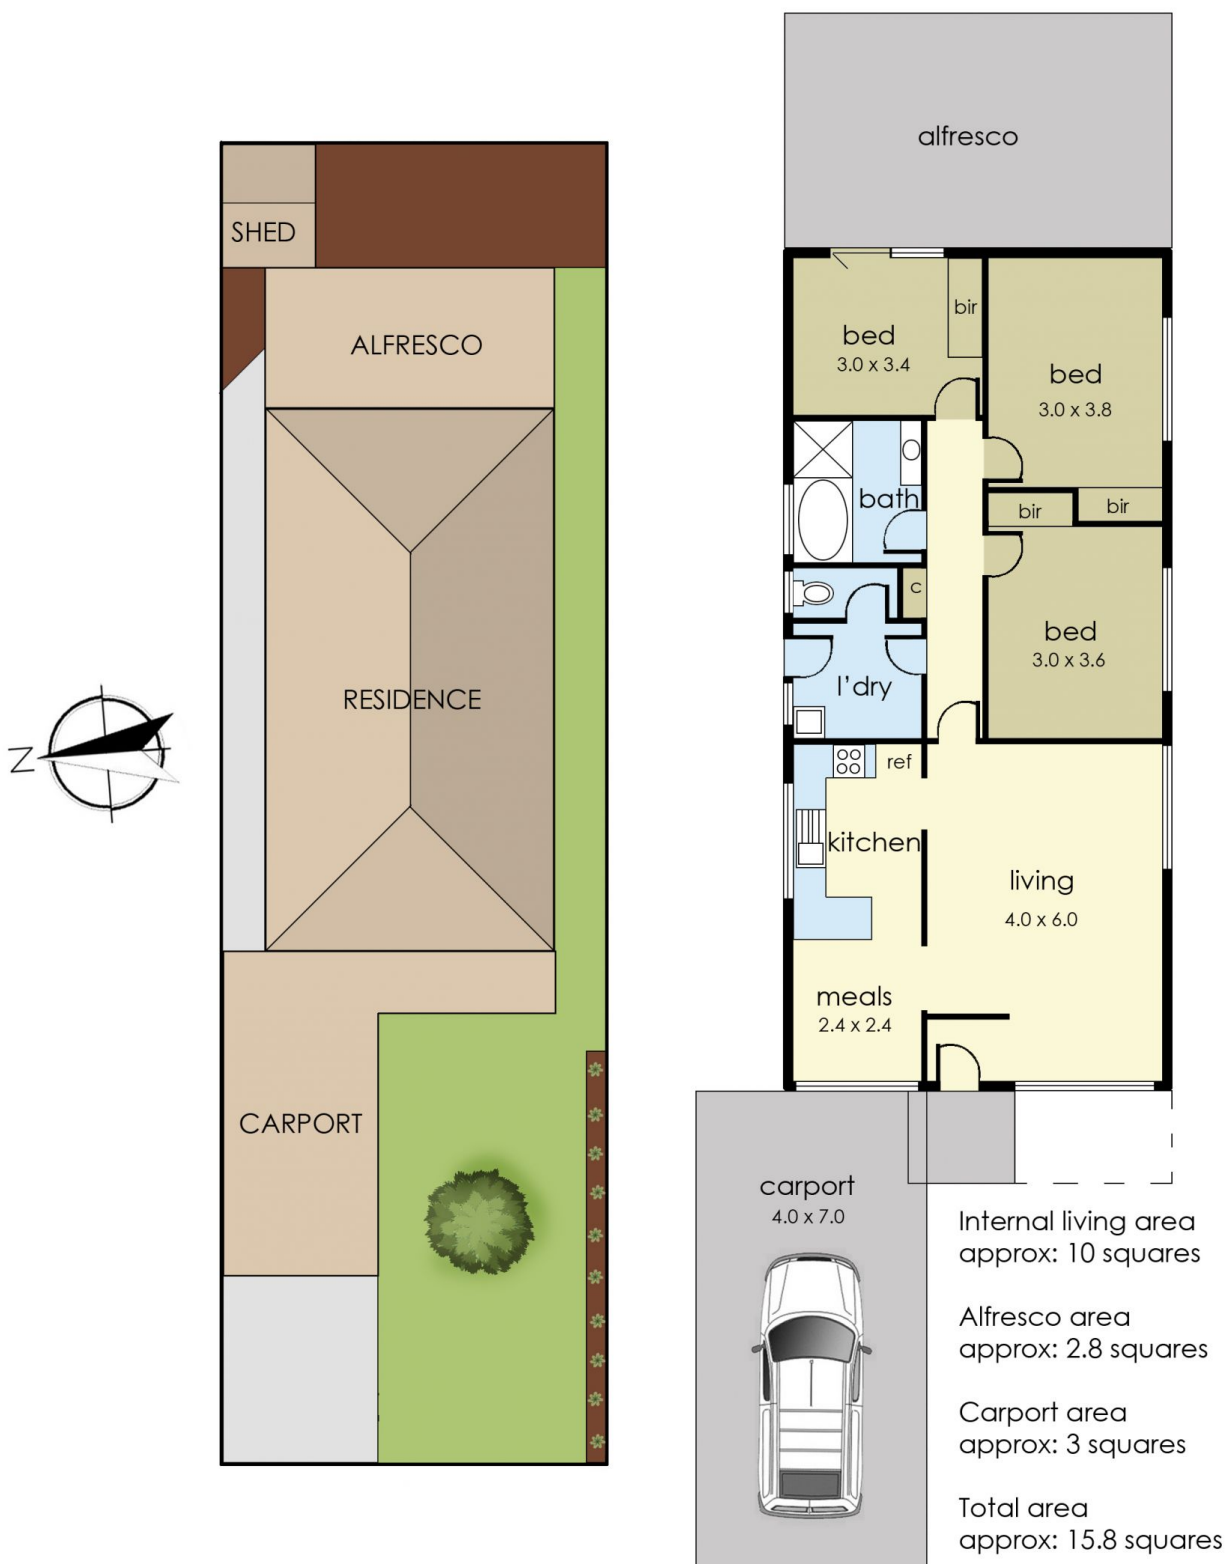 SHED
ALFRESCO
RESIDENCE
Z
CARPORT
alfresco
bed
3.0 x 3.4
bir
bed
3.0 x 3.8
bath
bir
bir
c
bed
3.0 x 3.6
l'dry
ref
kitchen
living
4.0 x 6.0
meals
2.4 x 2.4
carport
4.0 x 7.0
Internal living area
approx: 10 squares
Alfresco area
approx: 2.8 squares
Carport area
approx: 3 squares
Total area
approx: 15.8 squares